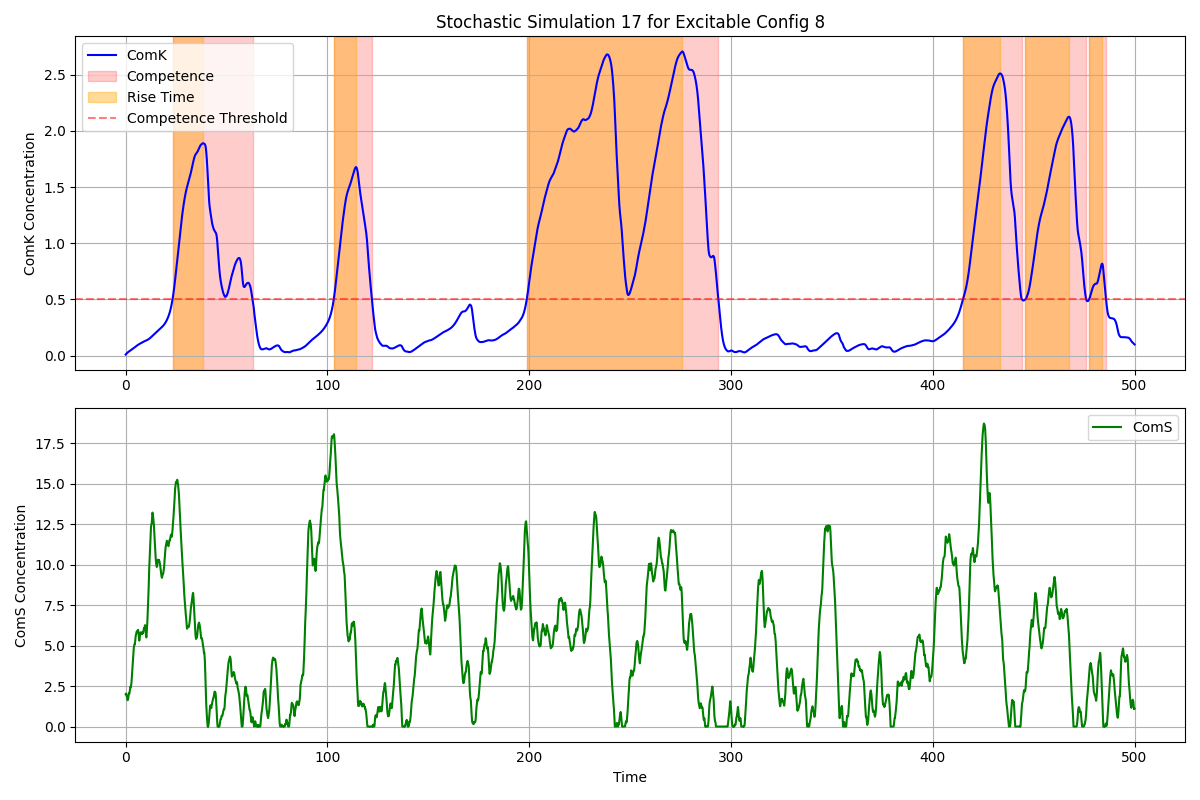 Stochastic Simulation 17 for Excitable Config 8
ComK
Competence
Rise Time
Competence Threshold
ComK Concentration
2.5
2.0
1.5
1.0
0.5
0.0
0 100 200 300 400 500
ComS
ComS Concentration
17.5
15.0
12.5
10.0
7.5
5.0
2.5
0.0
0 100 200 300 400 500
Time